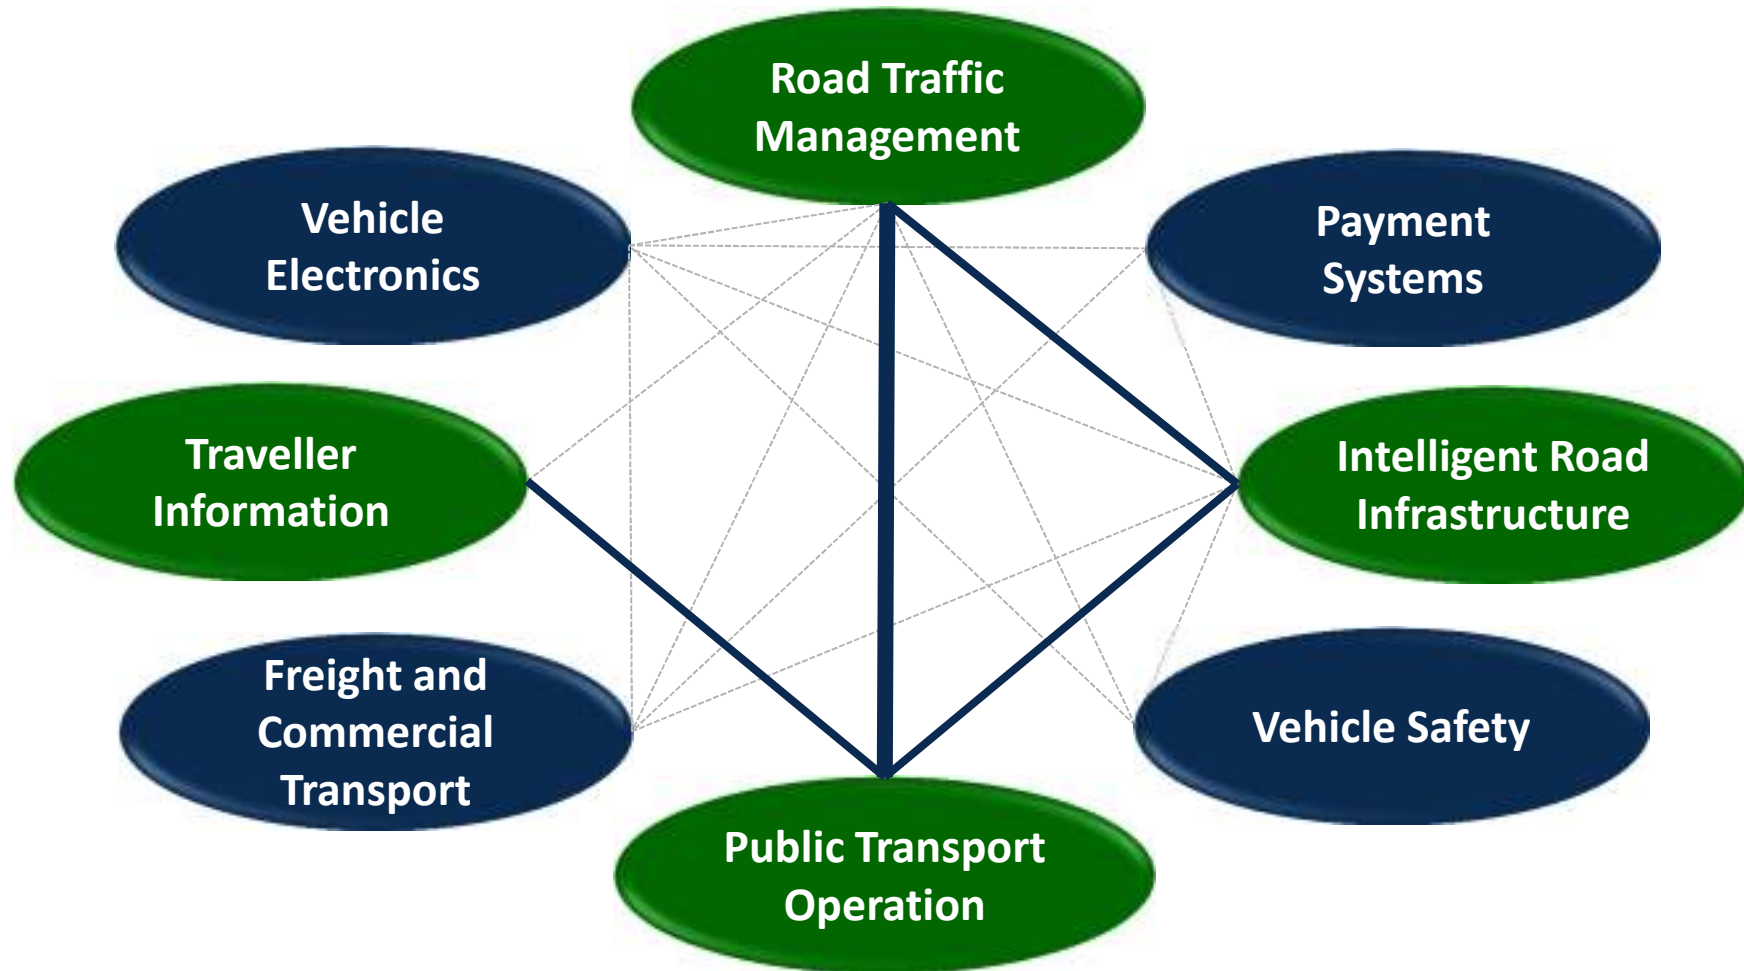 Road Traffic
Management
Vehicle
Electronics
Payment
Systems
Traveller
Information
Intelligent Road
Infrastructure
Freight and
Commercial
Transport
Vehicle Safety
Public Transport
Operation